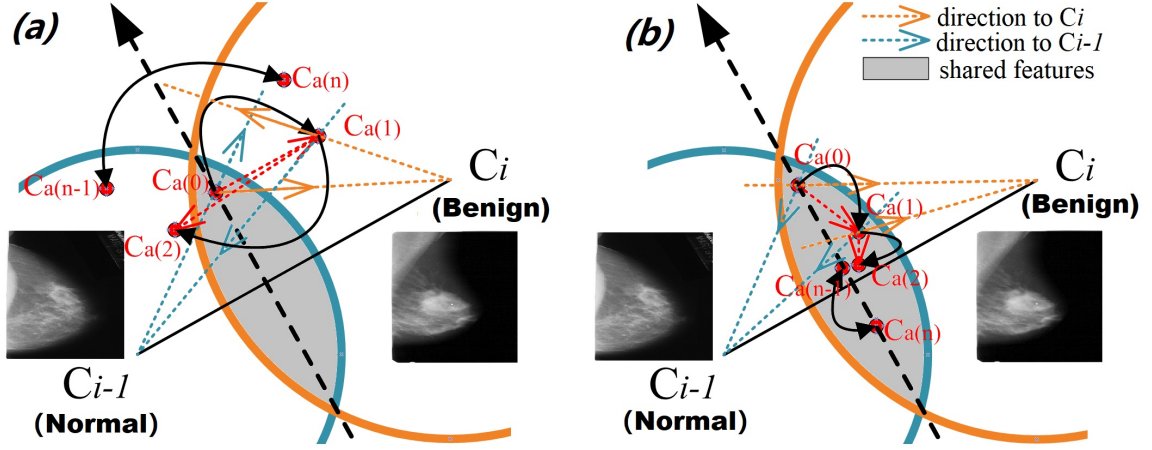 (a)
Ca(n)
Ca(1)
Ca(n-1)
Ca(0)
Ca(2)
Ci
(Benign)
Ci-1
(Normal)
(b)
direction to Ci
direction to Ci-1
shared features
Ca(0)
Ca(1)
Ca(2)
Ca(n-1)
Ca(n)
Ci
(Benign)
Ci-1
(Normal)